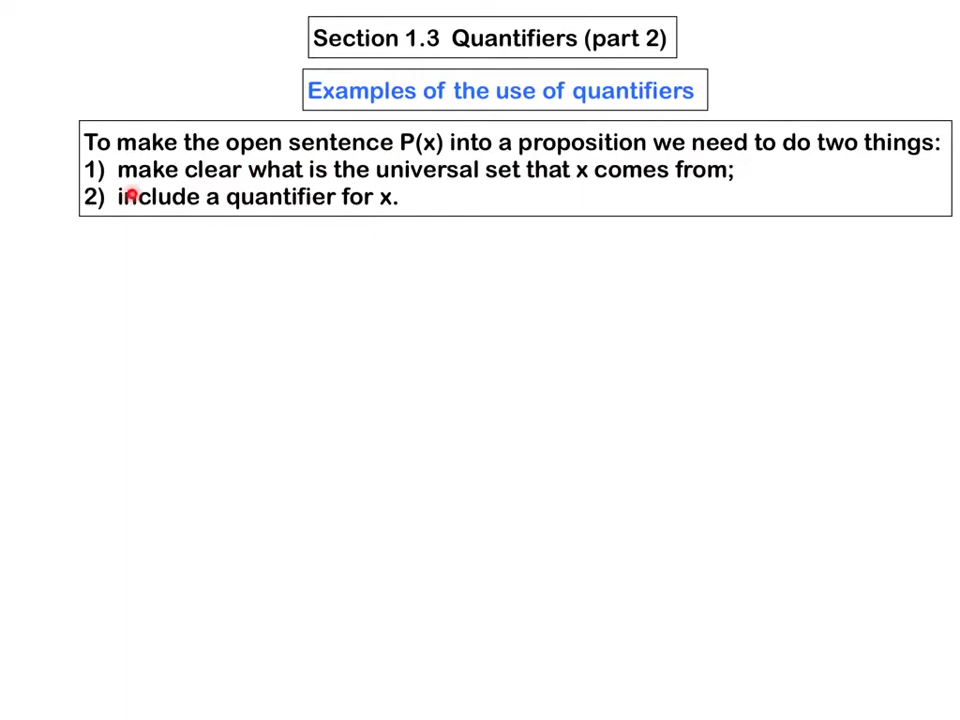 Section 1.3  Quantifiers (part 2)
Examples of the use of quantifiers
To make the open sentence P(x) into a proposition we need to do two things:
1)  make clear what is the universal set that x comes from;
2)  include a quantifier for x.